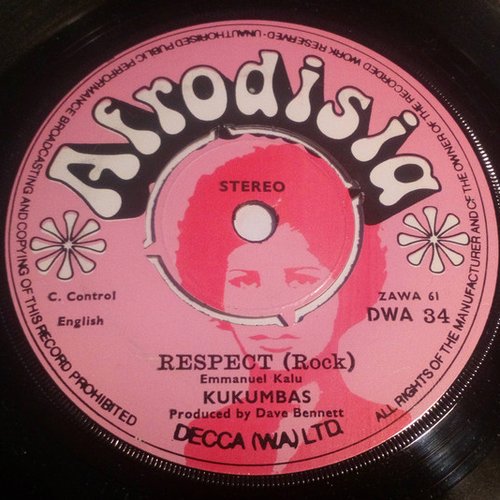 Afrodisia
STEREO
C. Control
English
ZAWA 61
DWA 34
RESPECT (Rock)
Emmanuel Kalu
KUKUMBAS
Produced by Dave Bennett
DECCA (W.A.) LTD.
ALL RIGHTS OF THE MANUFACTURER AND OF THE OWNER OF THE RECORDED WORK RESERVED - UNAUTHORISED PUBLIC PERFORMANCE BROADCASTING AND COPYING OF THIS RECORD PROHIBITED